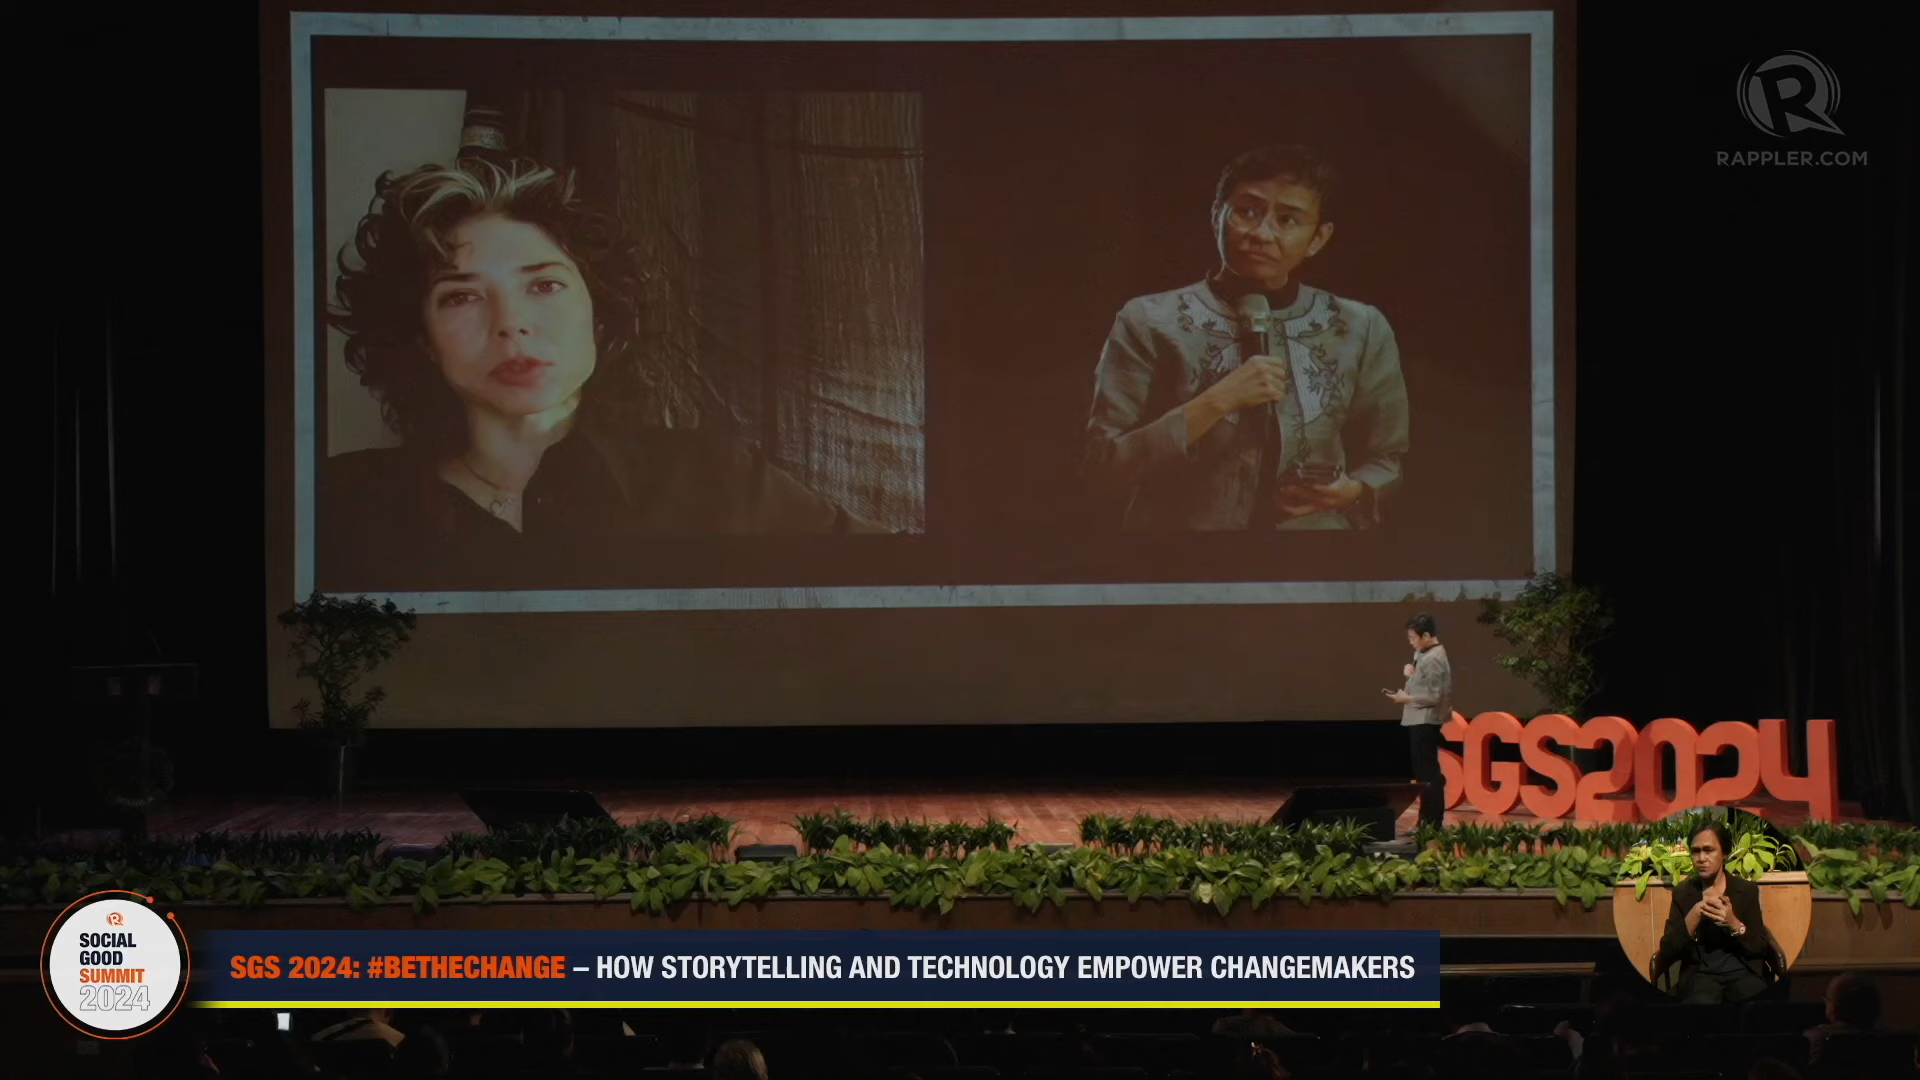 RAPPLER.COM
SGS2024
SOCIAL
GOOD
SUMMIT
2024
SGS 2024: #BETHECHANGE – HOW STORYTELLING AND TECHNOLOGY EMPOWER CHANGEMAKERS